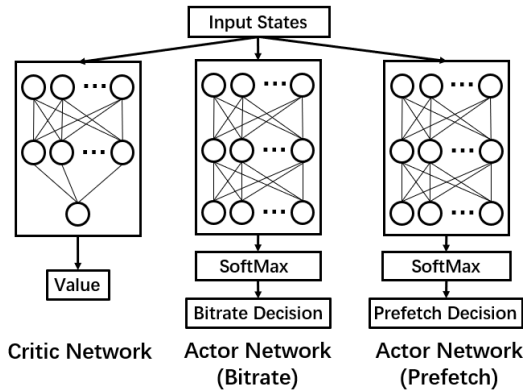 Input States
SoftMax
SoftMax
Value
Bitrate Decision
Prefetch Decision
Critic Network
Actor Network
(Bitrate)
Actor Network
(Prefetch)